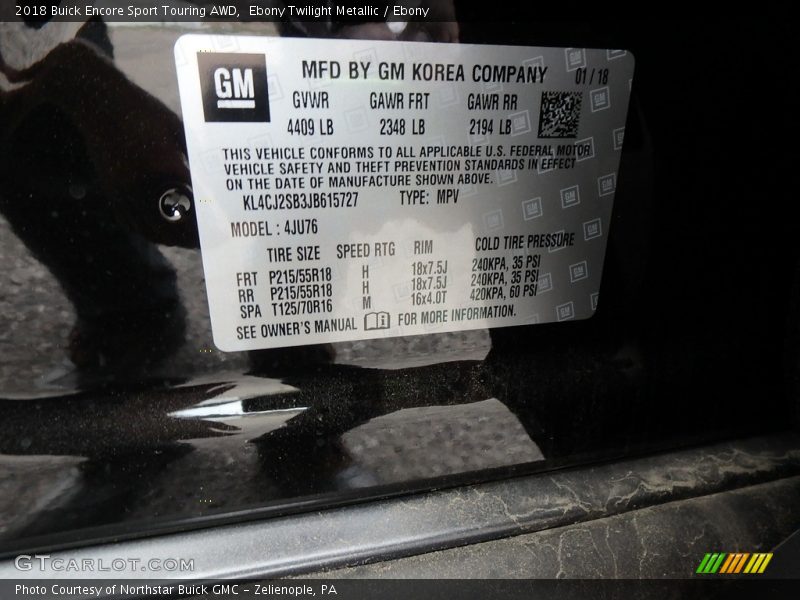 2018 Buick Encore Sport Touring AWD,  Ebony Twilight Metallic / Ebony
GM
MFD BY GM KOREA COMPANY 01/18
GVWR GAWR FRT GAWR RR
4409 LB 2348 LB 2194 LB
THIS VEHICLE CONFORMS TO ALL APPLICABLE U.S. FEDERAL MOTOR
VEHICLE SAFETY AND THEFT PREVENTION STANDARDS IN EFFECT
ON THE DATE OF MANUFACTURE SHOWN ABOVE.
KL4CJ2SB3JB615727 TYPE: MPV
MODEL : 4JU76
TIRE SIZE SPEED RTG RIM COLD TIRE PRESSURE
FRT P215/55R18 H 18x7.5J 240KPA, 35 PSI
RR P215/55R18 H 18x7.5J 240KPA, 35 PSI
SPA T125/70R16 M 16x4.0T 420KPA, 60 PSI
SEE OWNER'S MANUAL FOR MORE INFORMATION.
GTCARLOT.COM
Photo Courtesy of Northstar Buick GMC - Zelienople, PA